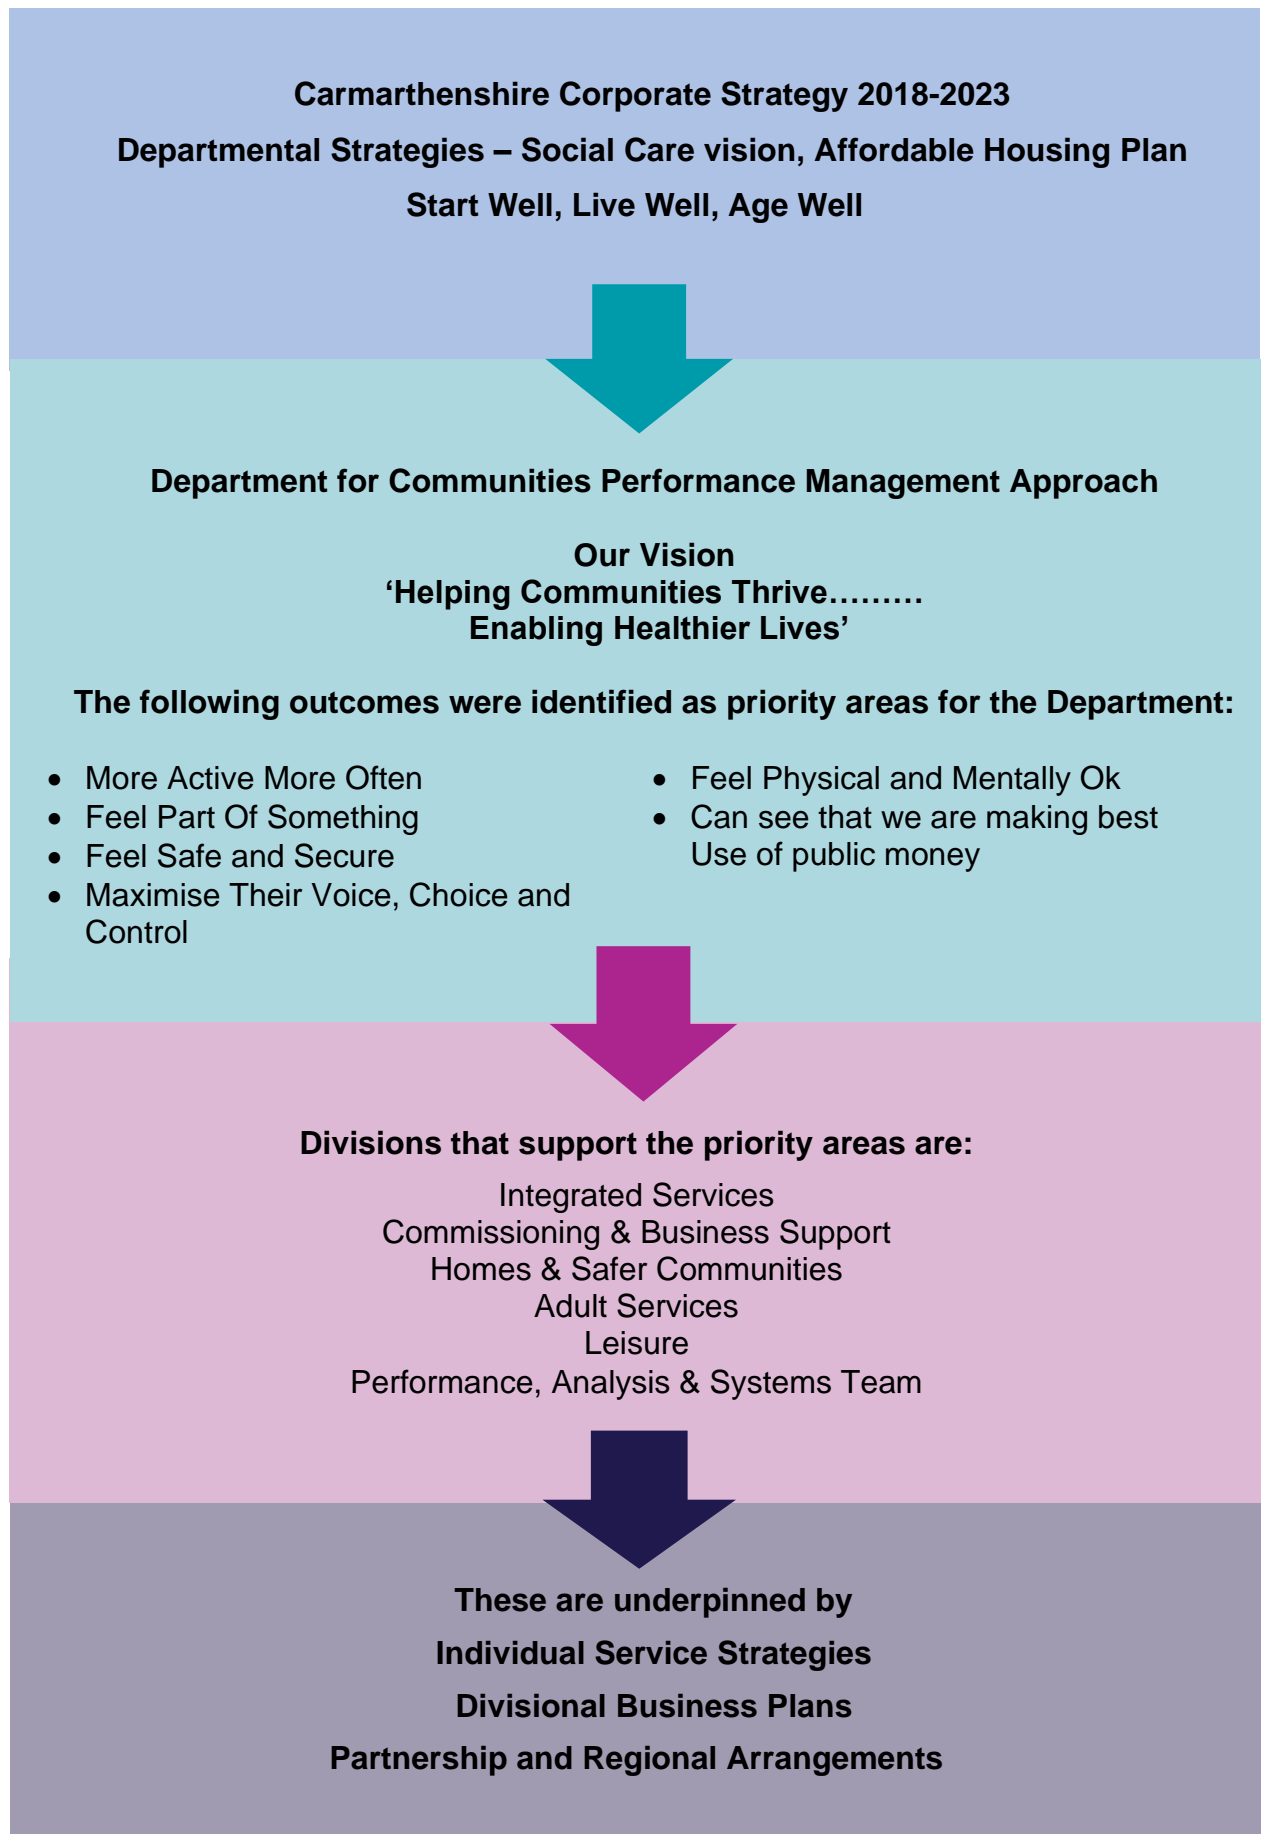 Carmarthenshire Corporate Strategy 2018-2023
Departmental Strategies – Social Care vision, Affordable Housing Plan
Start Well, Live Well, Age Well
Department for Communities Performance Management Approach
Our Vision
‘Helping Communities Thrive………
Enabling Healthier Lives’
The following outcomes were identified as priority areas for the Department:
• More Active More Often
• Feel Part Of Something
• Feel Safe and Secure
• Maximise Their Voice, Choice and
Control
• Feel Physical and Mentally Ok
• Can see that we are making best
Use of public money
Divisions that support the priority areas are:
Integrated Services
Commissioning & Business Support
Homes & Safer Communities
Adult Services
Leisure
Performance, Analysis & Systems Team
These are underpinned by
Individual Service Strategies
Divisional Business Plans
Partnership and Regional Arrangements